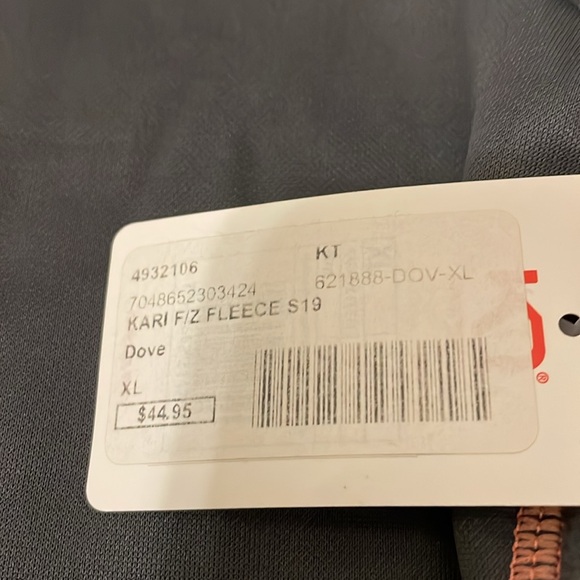 4932106
KT
7048652303424
621888-DOV-XL
KARI F/Z FLEECE S19
Dove
XL
$44.95
®